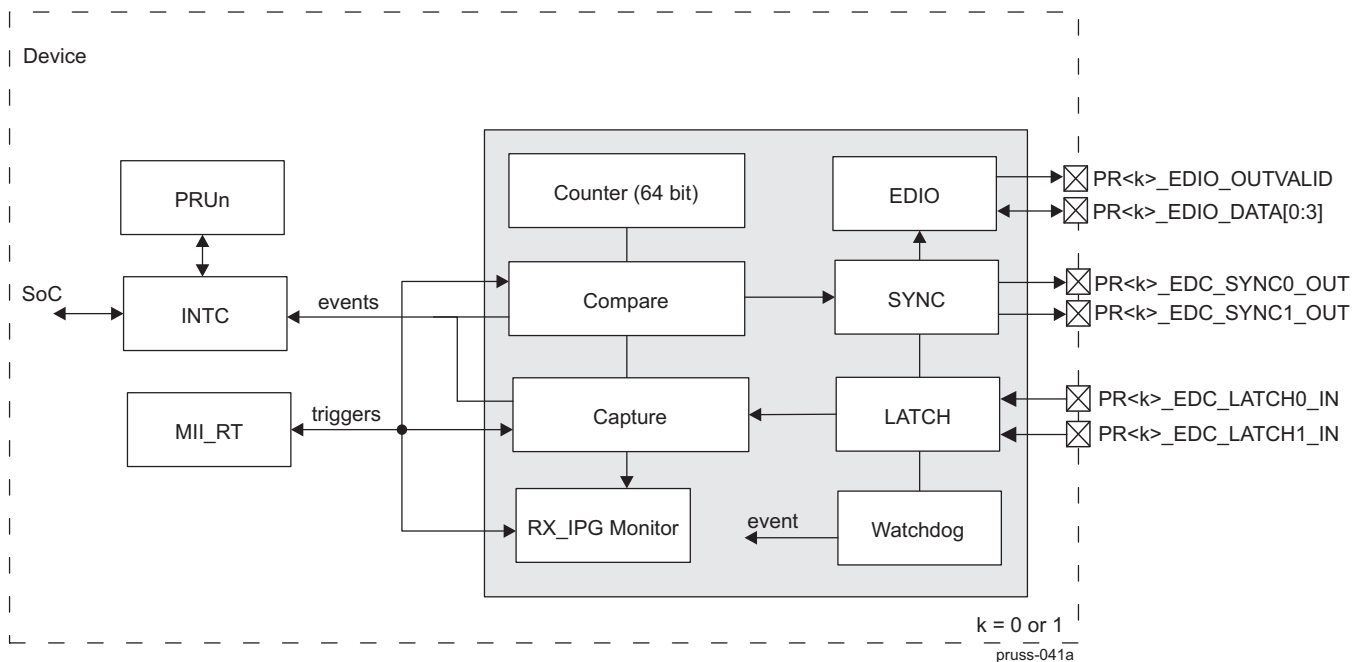 Device
Counter (64 bit)
EDIO
PR<k>_EDIO_OUTVALID
PR<k>_EDIO_DATA[0:3]
PRUn
SoC
INTC
events
Compare
SYNC
PR<k>_EDC_SYNC0_OUT
PR<k>_EDC_SYNC1_OUT
MII_RT
triggers
Capture
LATCH
PR<k>_EDC_LATCH0_IN
PR<k>_EDC_LATCH1_IN
RX_IPG Monitor
event
Watchdog
k = 0 or 1
pruss-041a